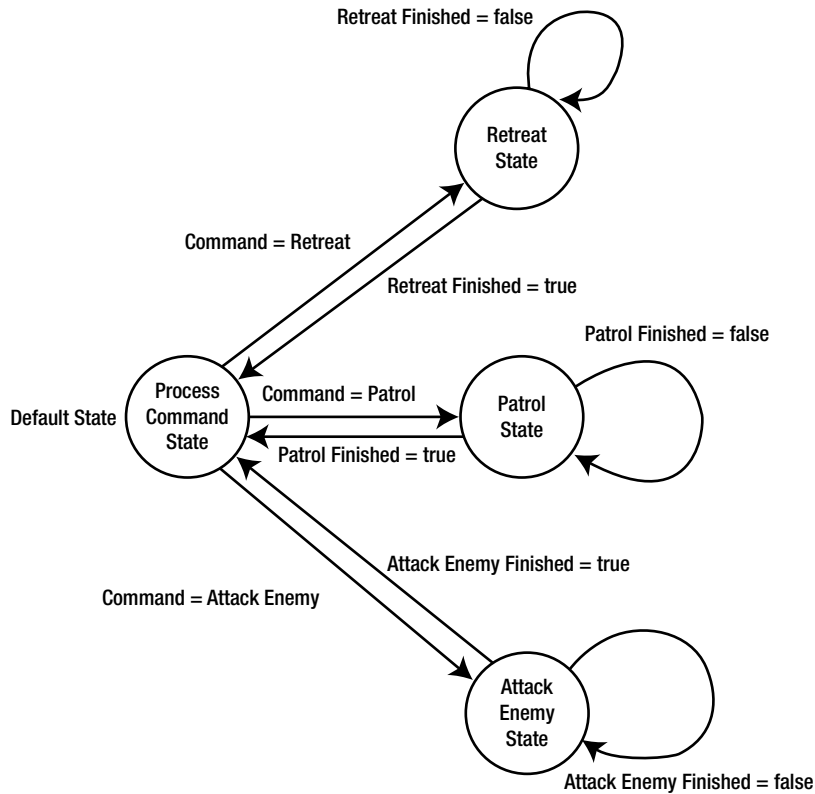 Retreat Finished = false
Retreat
State
Command = Retreat
Retreat Finished = true
Patrol Finished = false
Default State
Process
Command
State
Command = Patrol
Patrol
State
Patrol Finished = true
Attack Enemy Finished = true
Command = Attack Enemy
Attack
Enemy
State
Attack Enemy Finished = false